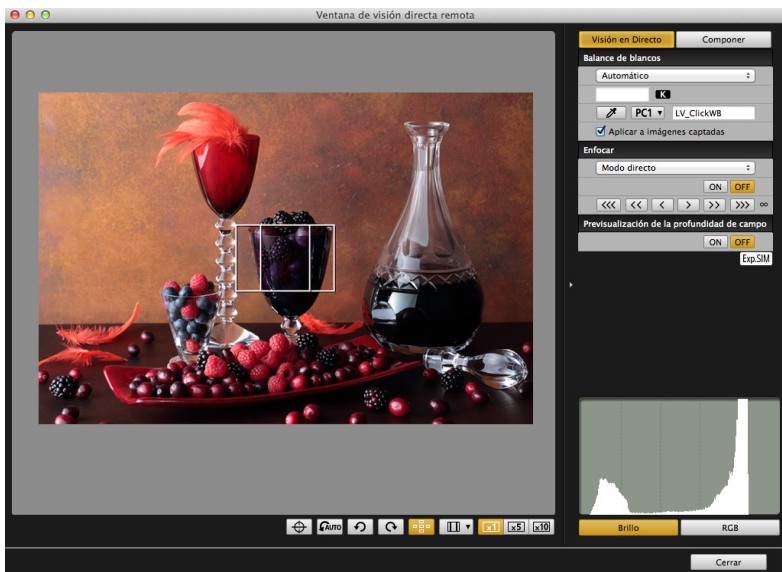 Ventana de visión directa remota
Visión en Directo Componer
Balance de blancos
Automático
K
PC1 LV_ClickWB
Aplicar a imágenes captadas
Enfocar
Modo directo
ON OFF
<<< << < > >> >>> ∞
Previsualización de la profundidad de campo
ON OFF
Exp.SIM
AUTO x1 x5 x10
Brillo RGB
Cerrar